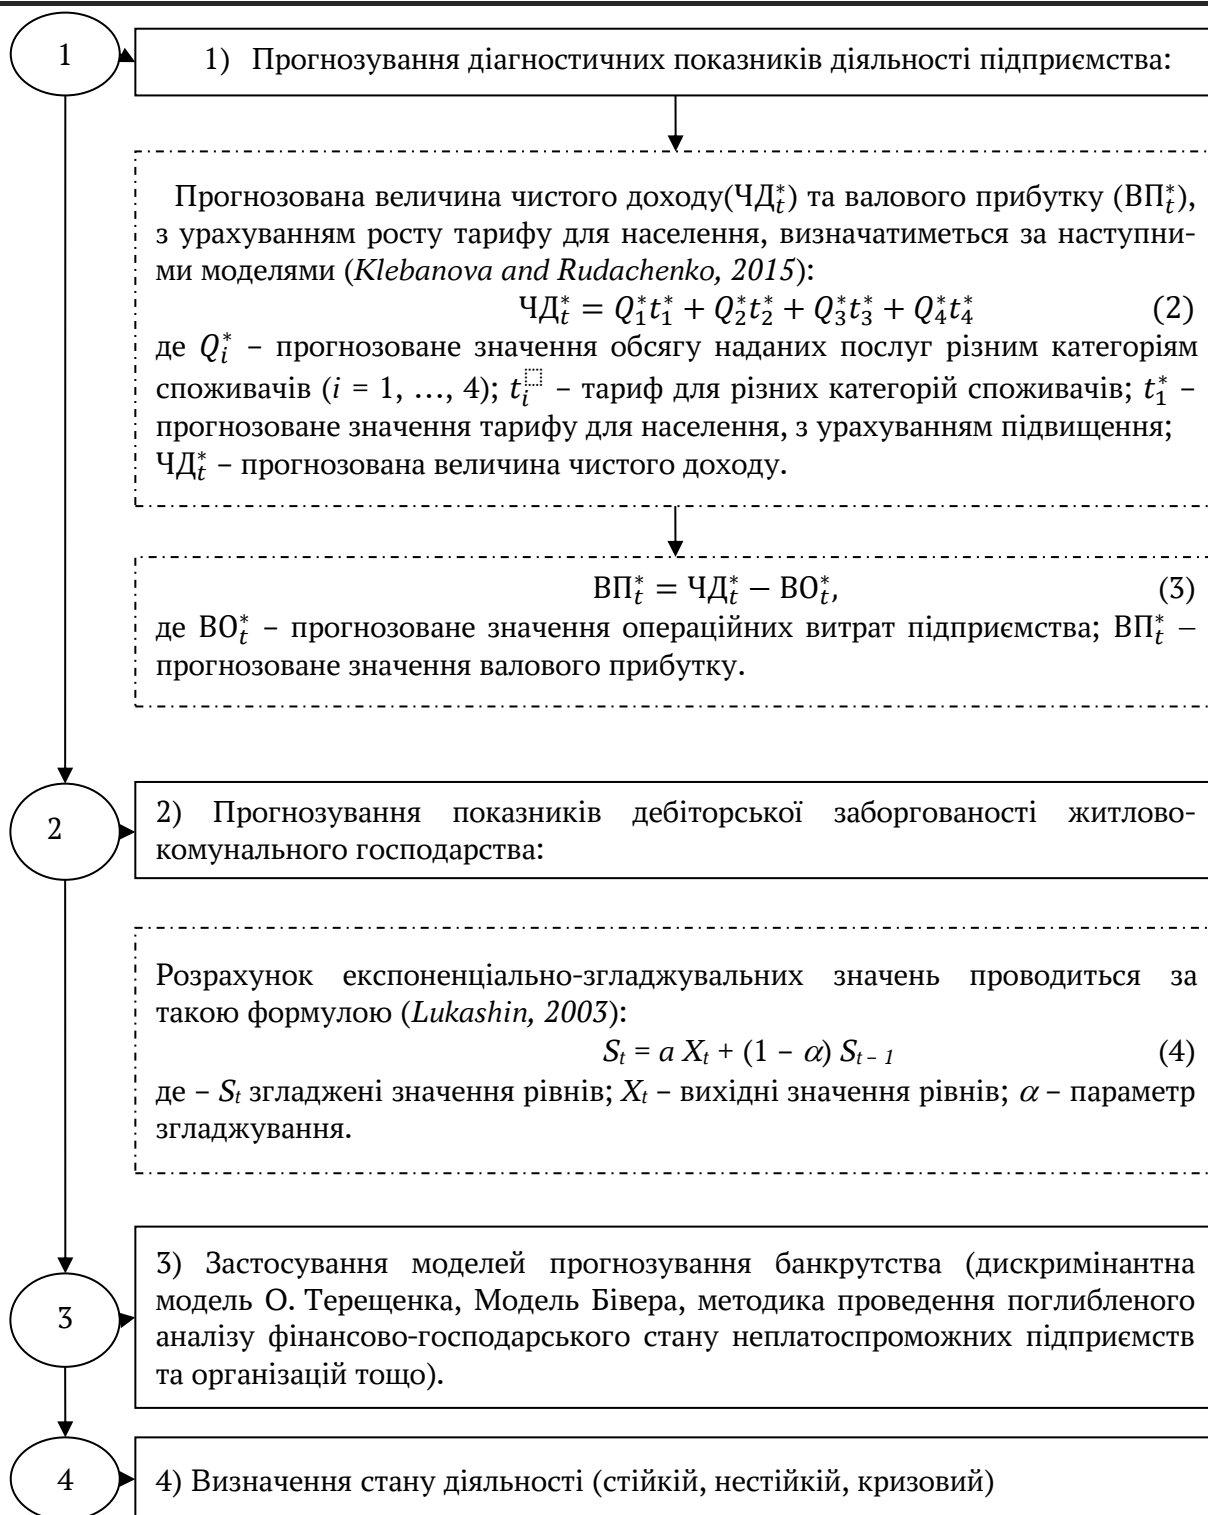 1
1) Прогнозування діагностичних показників діяльності підприємства:
Прогнозована величина чистого доходу(ЧД*t) та валового прибутку (ВП*t),
з урахуванням росту тарифу для населення, визначатиметься за наступни-
ми моделями (Klebanova and Rudachenko, 2015):
ЧД*t = Q*1t*1 + Q*2t*2 + Q*3t*3 + Q*4t*4 (2)
де Q*i – прогнозоване значення обсягу наданих послуг різним категоріям
споживачів (i = 1, …, 4); ti – тариф для різних категорій споживачів; t*1 –
прогнозоване значення тарифу для населення, з урахуванням підвищення;
ЧД*t – прогнозована величина чистого доходу.
ВП*t = ЧД*t − ВО*t, (3)
де ВО*t – прогнозоване значення операційних витрат підприємства; ВП*t –
прогнозоване значення валового прибутку.
2
2) Прогнозування показників дебіторської заборгованості житлово-
комунального господарства:
Розрахунок експоненціально-згладжувальних значень проводиться за
такою формулою (Lukashin, 2003):
St = a Xt + (1 – α) St – 1 (4)
де – St згладжені значення рівнів; Xt – вихідні значення рівнів; α – параметр
згладжування.
3
3) Застосування моделей прогнозування банкрутства (дискримінантна
модель О. Терещенка, Модель Бівера, методика проведення поглибленого
аналізу фінансово-господарського стану неплатоспроможних підприємств
та організацій тощо).
4
4) Визначення стану діяльності (стійкій, нестійкій, кризовий)